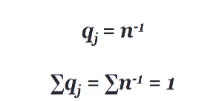 qⱼ = n⁻¹
∑qⱼ = ∑n⁻¹ = 1